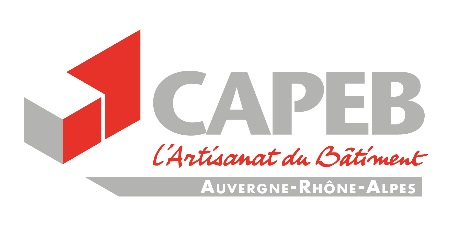 CAPEB
L'Artisanat du Bâtiment
AUVERGNE-RHÔNE-ALPES